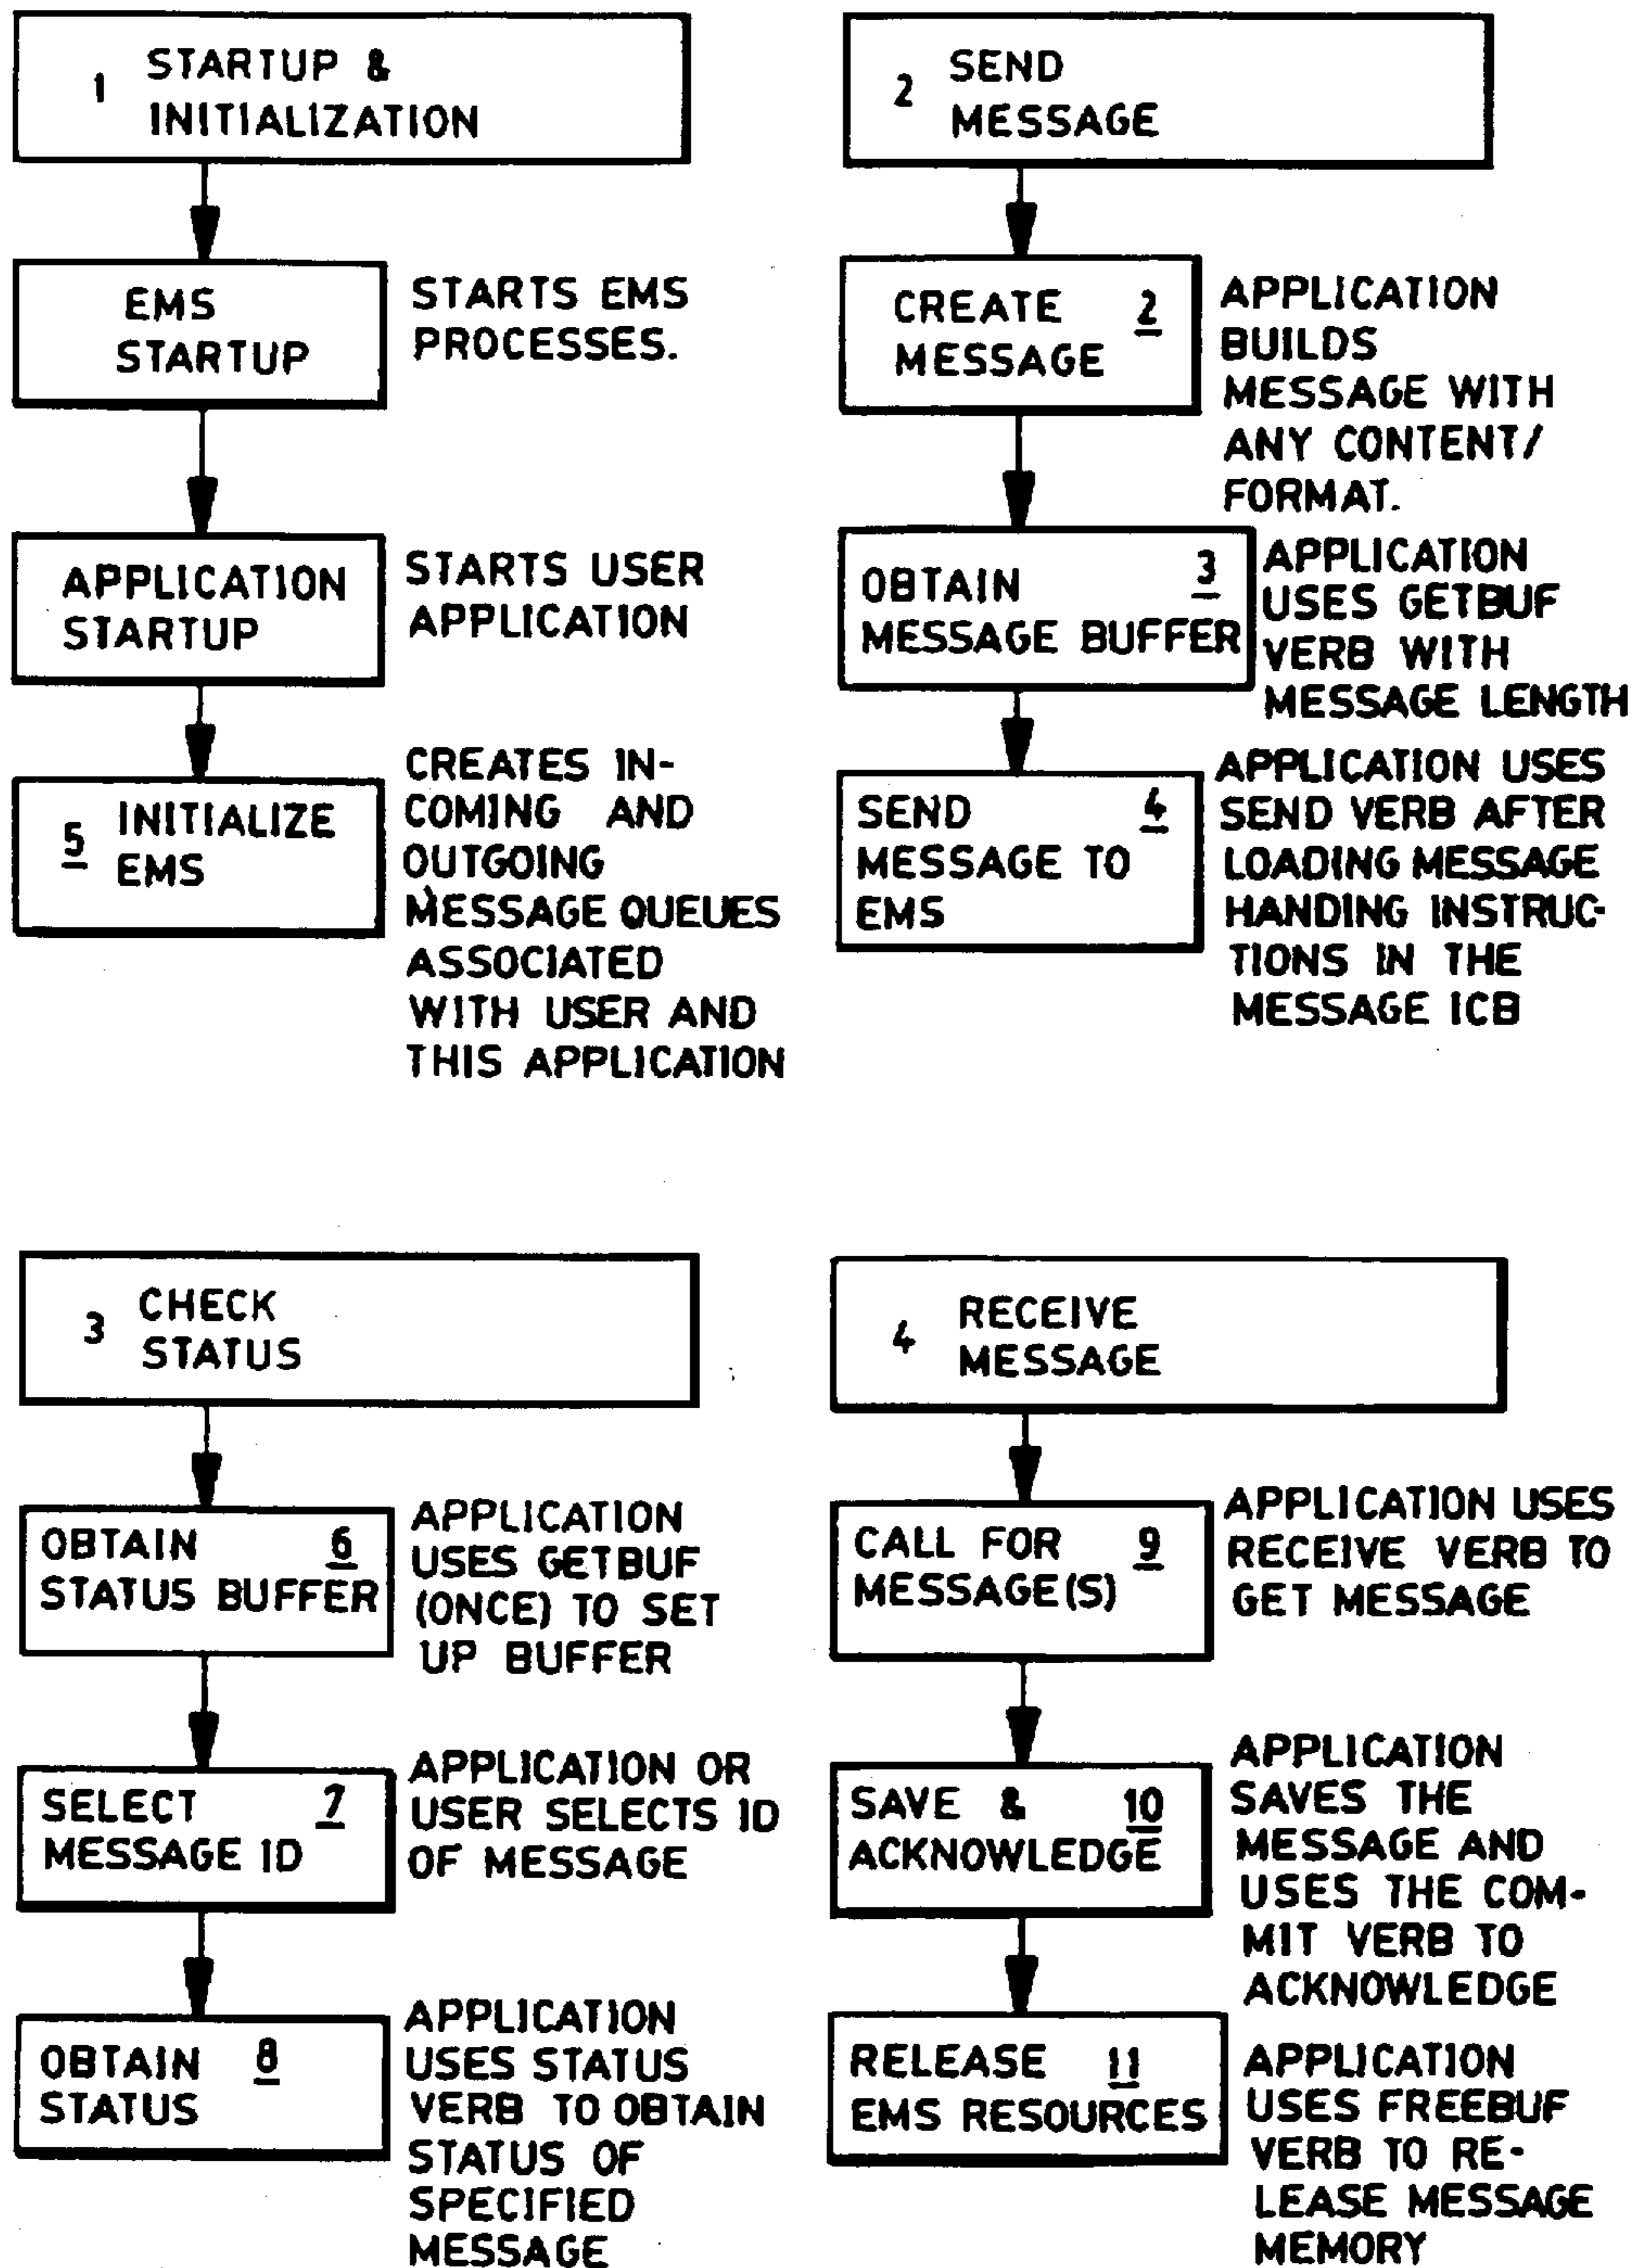 1 STARTUP &
INITIALIZATION
EMS
STARTUP
STARTS EMS
PROCESSES.
APPLICATION
STARTUP
STARTS USER
APPLICATION
5 INITIALIZE
EMS
CREATES IN-
COMING AND
OUTGOING
MESSAGE QUEUES
ASSOCIATED
WITH USER AND
THIS APPLICATION
2 SEND
MESSAGE
CREATE 2
MESSAGE
APPLICATION
BUILDS
MESSAGE WITH
ANY CONTENT/
FORMAT.
OBTAIN 3
MESSAGE BUFFER
APPLICATION
USES GETBUF
VERB WITH
MESSAGE LENGTH
SEND 4
MESSAGE TO
EMS
APPLICATION USES
SEND VERB AFTER
LOADING MESSAGE
HANDING INSTRUC-
TIONS IN THE
MESSAGE ICB
3 CHECK
STATUS
OBTAIN 6
STATUS BUFFER
APPLICATION
USES GETBUF
(ONCE) TO SET
UP BUFFER
SELECT 7
MESSAGE ID
APPLICATION OR
USER SELECTS ID
OF MESSAGE
OBTAIN 8
STATUS
APPLICATION
USES STATUS
VERB TO OBTAIN
STATUS OF
SPECIFIED
MESSAGE
4 RECEIVE
MESSAGE
CALL FOR 9
MESSAGE(S)
APPLICATION USES
RECEIVE VERB TO
GET MESSAGE
SAVE & 10
ACKNOWLEDGE
APPLICATION
SAVES THE
MESSAGE AND
USES THE COM-
MIT VERB TO
ACKNOWLEDGE
RELEASE 11
EMS RESOURCES
APPLICATION
USES FREEBUF
VERB TO RE-
LEASE MESSAGE
MEMORY